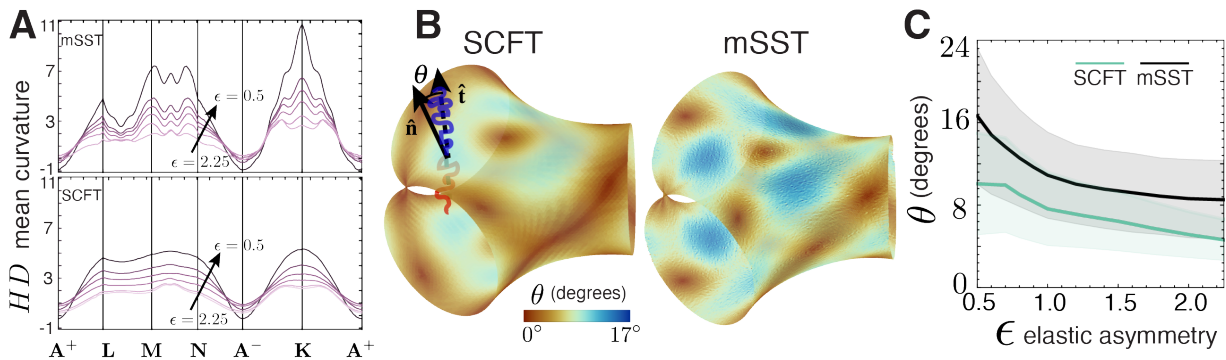 A
mSST
11
7
3
-1
ϵ = 0.5
ϵ = 2.25
HD mean curvature
SCFT
11
7
3
-1
ϵ = 0.5
ϵ = 2.25
A⁺ L M N A⁻ K A⁺
B
SCFT
mSST
θ
t̂
n̂
θ (degrees)
0° 17°
C
θ (degrees)
24
16
8
0
SCFT mSST
0.5 1.0 1.5 2.0
ϵ elastic asymmetry